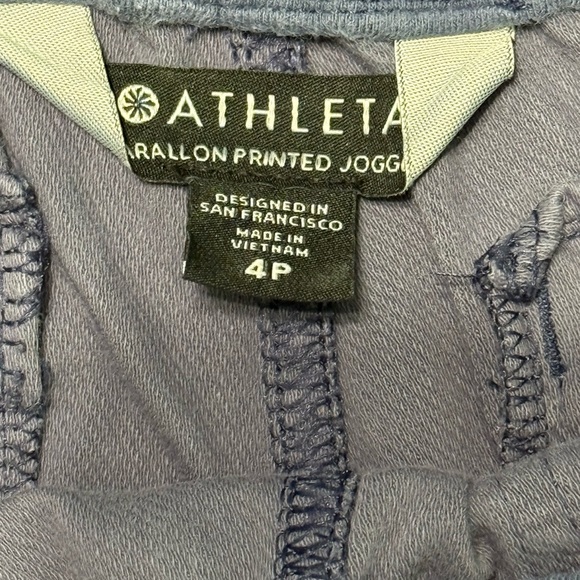 ATHLETA
ARALLON PRINTED JOGG
DESIGNED IN
SAN FRANCISCO
MADE IN
VIETNAM
4P